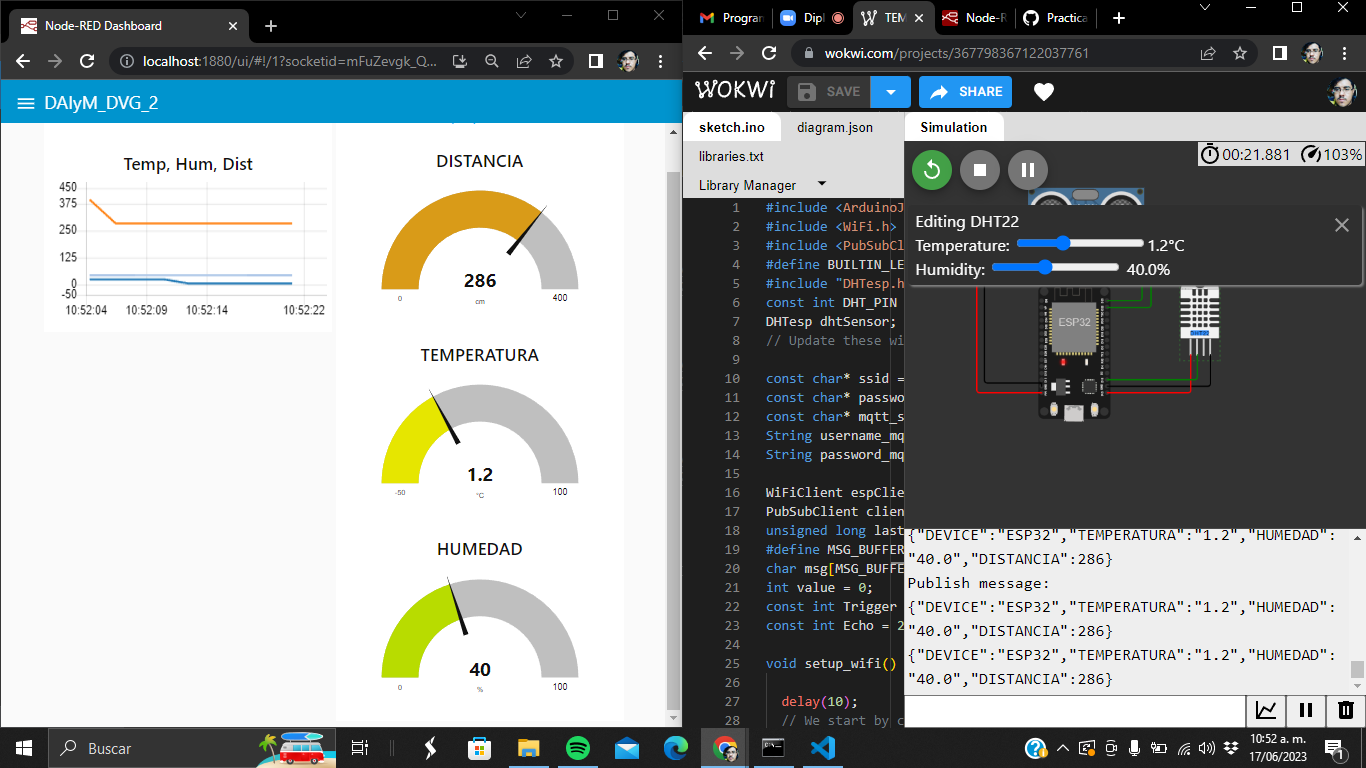 Node-RED Dashboard
localhost:1880/ui/#!/1?socketid=mFuZevgk_Q...
DAIyM_DVG_2
Temp, Hum, Dist
450
375
250
125
0
-50
10:52:04
10:52:09
10:52:14
10:52:22
DISTANCIA
286
cm
0
400
TEMPERATURA
1.2
°C
-50
100
HUMEDAD
40
%
0
100
Program
Dipl
TEM
Node-R
Practica
wokwi.com/projects/367798367122037761
WOKWI
SAVE
SHARE
sketch.ino
diagram.json
libraries.txt
Library Manager
Simulation
00:21.881
103%
Editing DHT22
Temperature:
1.2°C
Humidity:
40.0%
ESP32
DHT22
1 #include <ArduinoJ
2 #include <WiFi.h>
3 #include <PubSubCl
4 #define BUILTIN_LE
5 #include "DHTesp.h
6 const int DHT_PIN
7 DHTesp dhtSensor;
8 // Update these wi
9
10 const char* ssid =
11 const char* passwo
12 const char* mqtt_s
13 String username_mq
14 String password_mq
15
16 WiFiClient espClie
17 PubSubClient clien
18 unsigned long last
19 #define MSG_BUFFER
20 char msg[MSG_BUFFE
21 int value = 0;
22 const int Trigger
23 const int Echo = 2
24
25 void setup_wifi()
26
27 delay(10);
28 // We start by c
{"DEVICE":"ESP32","TEMPERATURA":"1.2","HUMEDAD":
"40.0","DISTANCIA":286}
Publish message:
{"DEVICE":"ESP32","TEMPERATURA":"1.2","HUMEDAD":
"40.0","DISTANCIA":286}
{"DEVICE":"ESP32","TEMPERATURA":"1.2","HUMEDAD":
"40.0","DISTANCIA":286}
Buscar
10:52 a. m.
17/06/2023
1